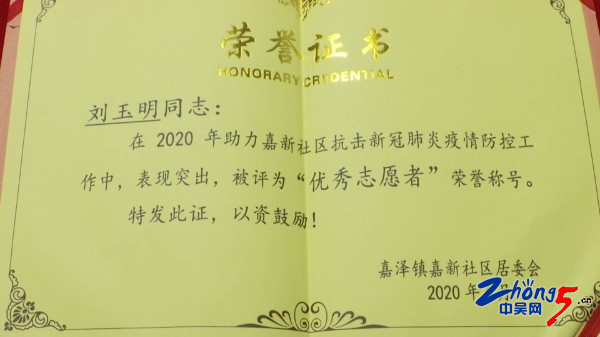 荣誉证书
HONORARY CREDENTIAL
刘玉明同志：
在 2020 年助力嘉新社区抗击新冠肺炎疫情防控工
作中，表现突出，被评为“优秀志愿者”荣誉称号。
特发此证，以资鼓励！
嘉泽镇嘉新社区居委会
2020 年
Zhong5.cn
中吴网